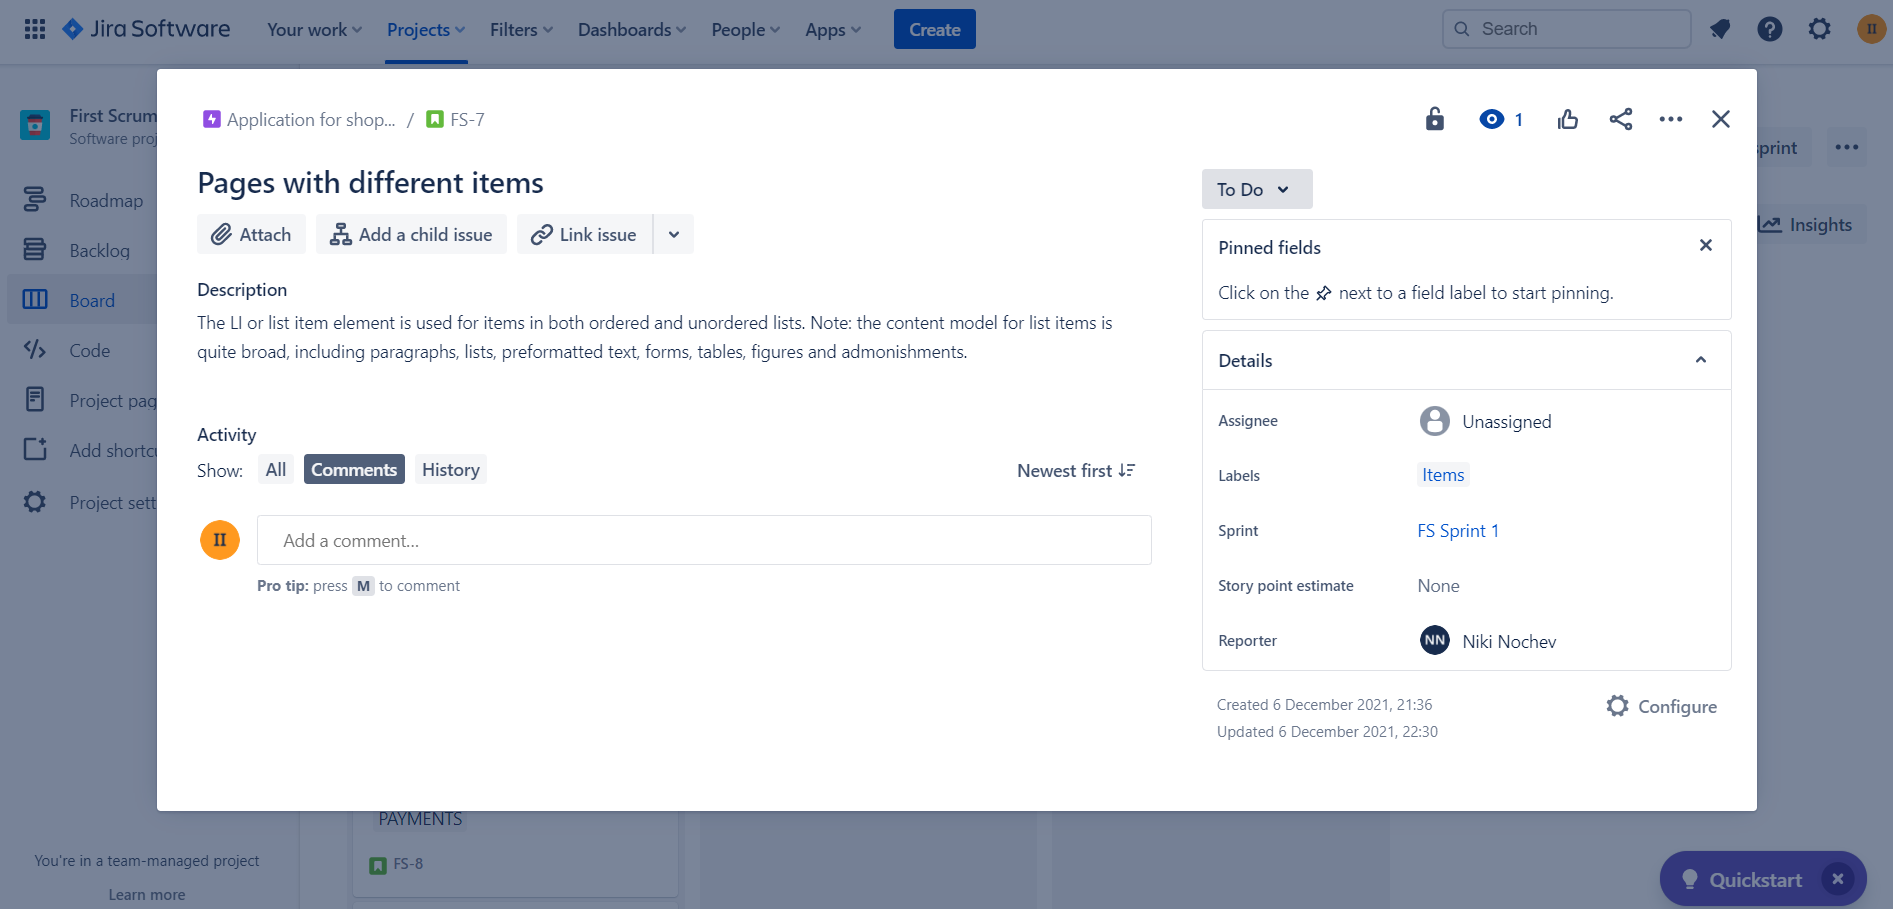 Jira Software Your work Projects Filters Dashboards People Apps Create Search II
First Scrum
Software proj
Roadmap
Backlog
Board
Code
Project pag
Add shortcu
Project sett
You're in a team-managed project
Learn more
sprint
Insights
Application for shop... / FS-7
1
Pages with different items
Attach Add a child issue Link issue
Description
The LI or list item element is used for items in both ordered and unordered lists. Note: the content model for list items is
quite broad, including paragraphs, lists, preformatted text, forms, tables, figures and admonishments.
Activity
Show: All Comments History Newest first
II Add a comment...
Pro tip: press M to comment
To Do
Pinned fields
Click on the next to a field label to start pinning.
Details
Assignee Unassigned
Labels Items
Sprint FS Sprint 1
Story point estimate None
Reporter NN Niki Nochev
Created 6 December 2021, 21:36
Updated 6 December 2021, 22:30
Configure
PAYMENTS
FS-8
Quickstart